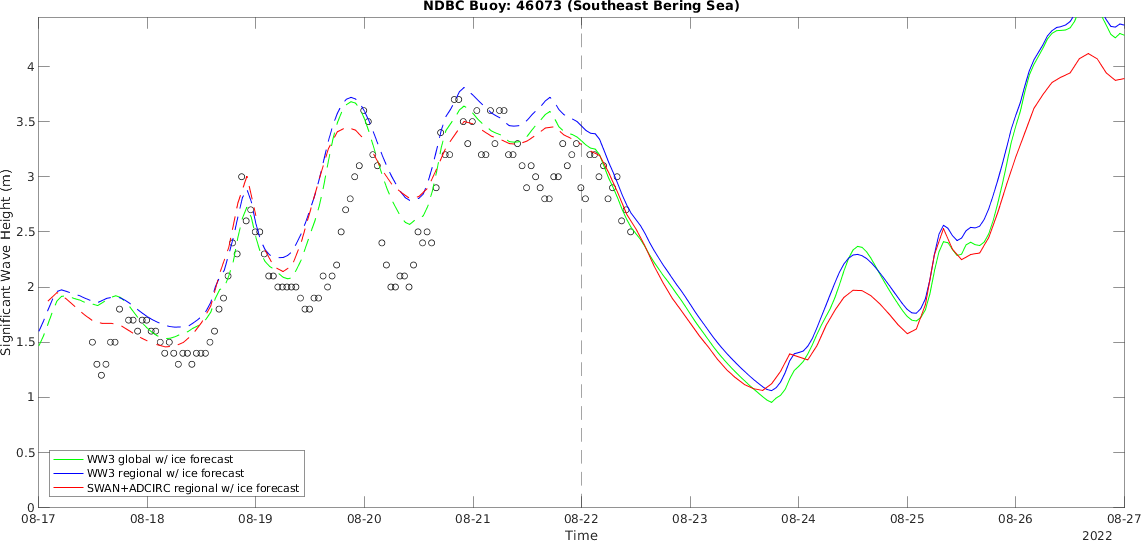 NDBC Buoy: 46073 (Southeast Bering Sea)
Significant Wave Height (m)
4
3.5
3
2.5
2
1.5
1
0.5
0
WW3 global w/ ice forecast
WW3 regional w/ ice forecast
SWAN+ADCIRC regional w/ ice forecast
08-17 08-18 08-19 08-20 08-21 08-22 08-23 08-24 08-25 08-26 08-27
Time
2022